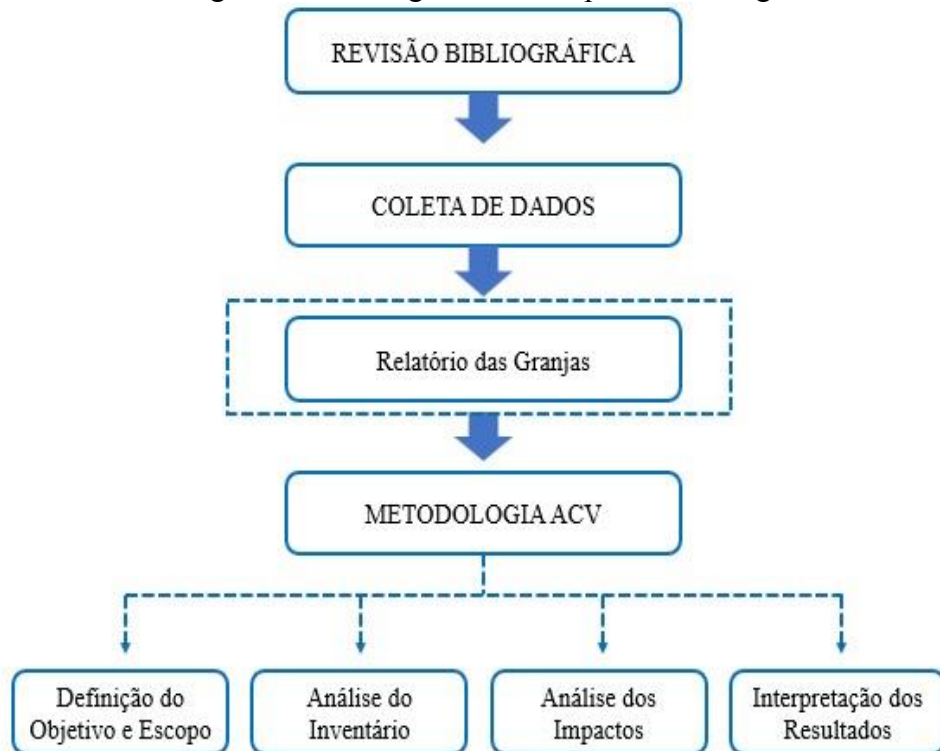 REVISÃO BIBLIOGRÁFICA
COLETA DE DADOS
Relatório das Granjas
METODOLOGIA ACV
Definição do
Objetivo e Escopo
Análise do
Inventário
Análise dos
Impactos
Interpretação dos
Resultados